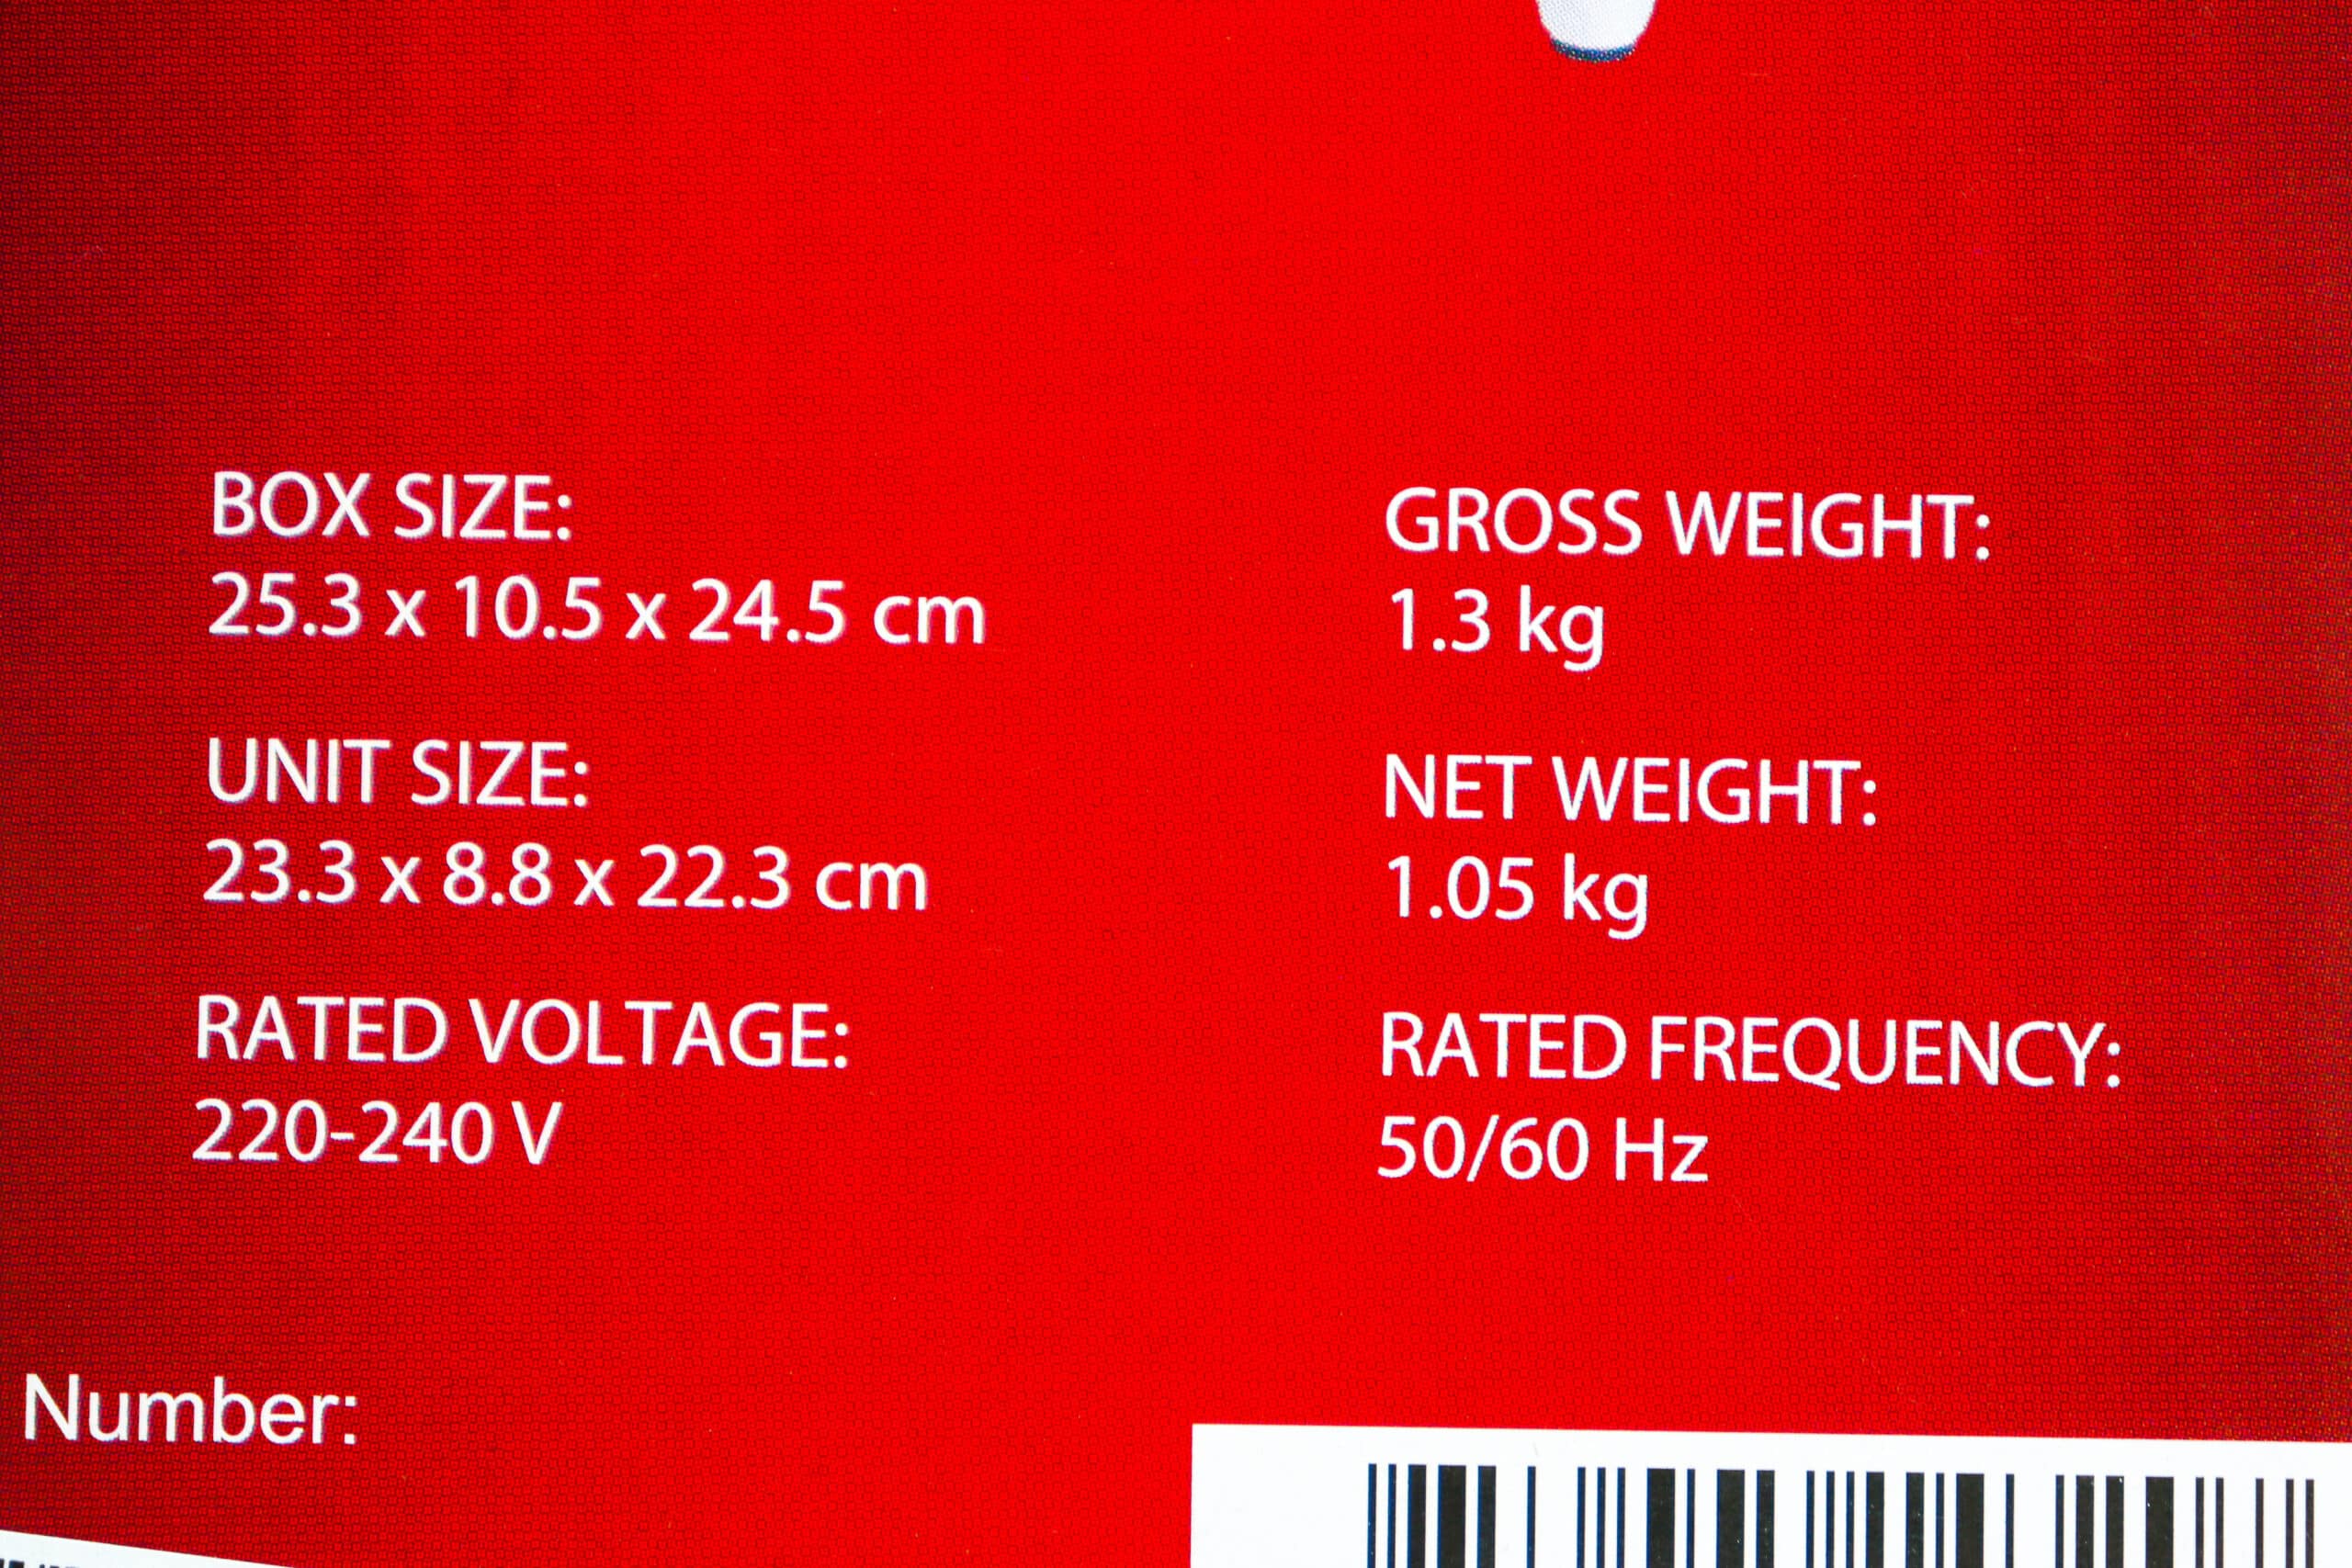 BOX SIZE:
25.3 x 10.5 x 24.5 cm
UNIT SIZE:
23.3 x 8.8 x 22.3 cm
RATED VOLTAGE:
220-240 V
GROSS WEIGHT:
1.3 kg
NET WEIGHT:
1.05 kg
RATED FREQUENCY:
50/60 Hz
Number: